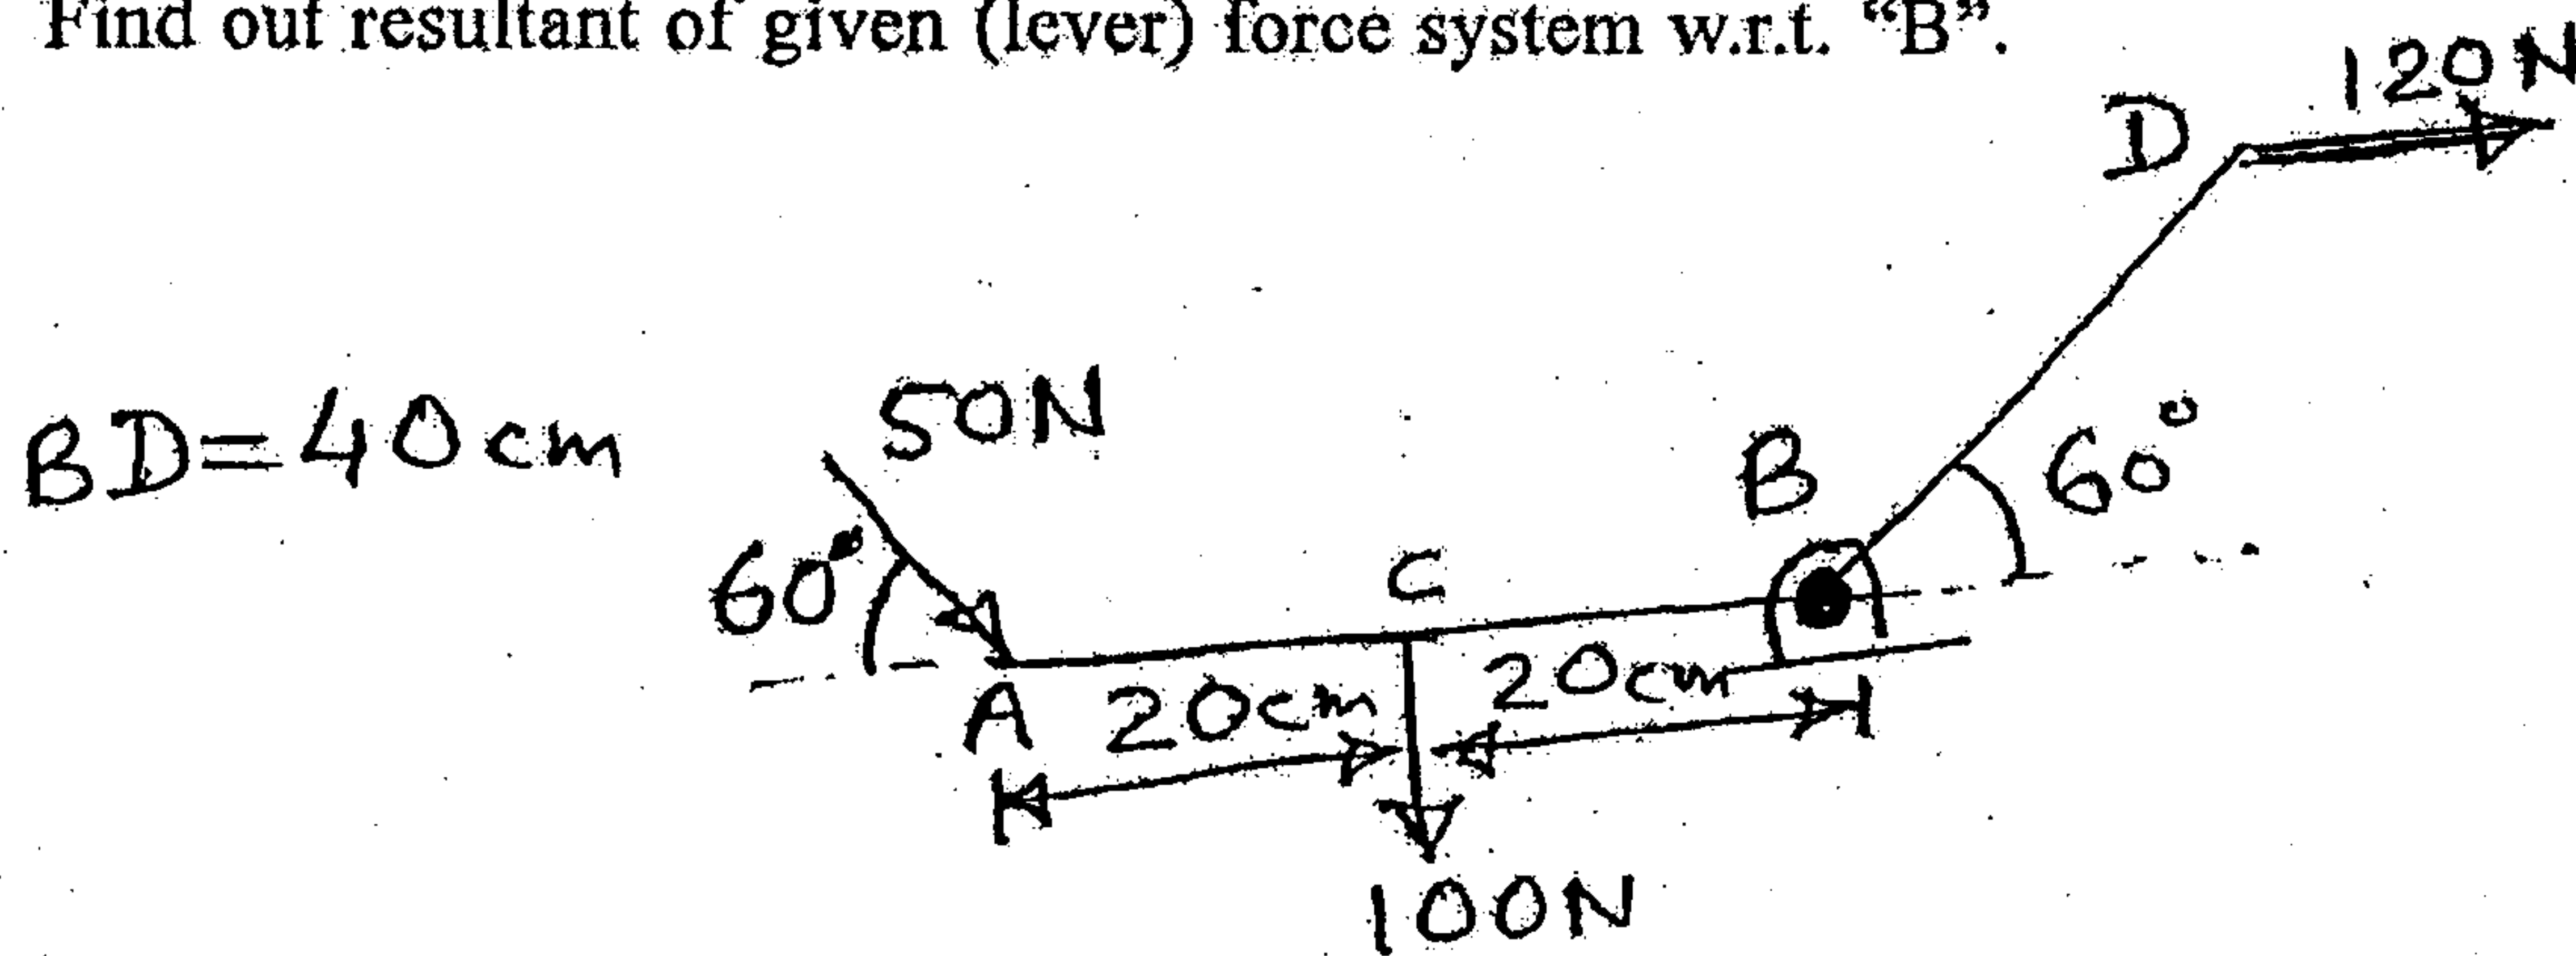 Find out resultant of given (lever) force system w.r.t. “B”.
120N
D
50N
BD=40cm
B
60°
60°
C
A
20cm
20cm
100N